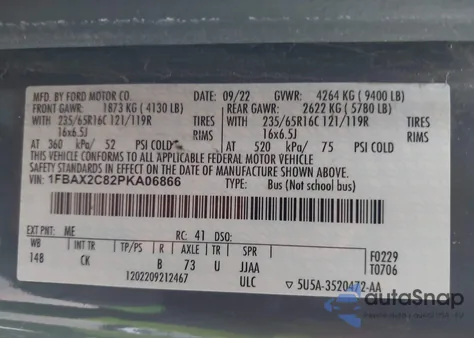 MFD. BY FORD MOTOR CO. DATE: 09/22 GVWR: 4264 KG ( 9400 LB)
FRONT GAWR: 1873 KG ( 4130 LB) REAR GAWR: 2622 KG ( 5780 LB)
WITH 235/65R16C 121/119R TIRES WITH 235/65R16C 121/119R TIRES
16x6.5J RIMS 16x6.5J RIMS
AT 360 kPa/ 52 PSI COLD AT 520 kPa/ 75 PSI COLD
THIS VEHICLE CONFORMS TO ALL APPLICABLE FEDERAL MOTOR VEHICLE
SAFETY STANDARDS IN EFFECT ON THE DATE OF MANUFACTURE SHOWN ABOVE.
VIN: 1FBAX2C82PKA06866 TYPE: Bus (Not school bus)
EXT PNT: ME RC: 41 DSO:
WB INT TR TP/PS R AXLE TR SPR F0229
148 CK B 73 U JJAA T0706
1202209212467 ULC ▽ 5U5A-3520472-AA
autoSnap